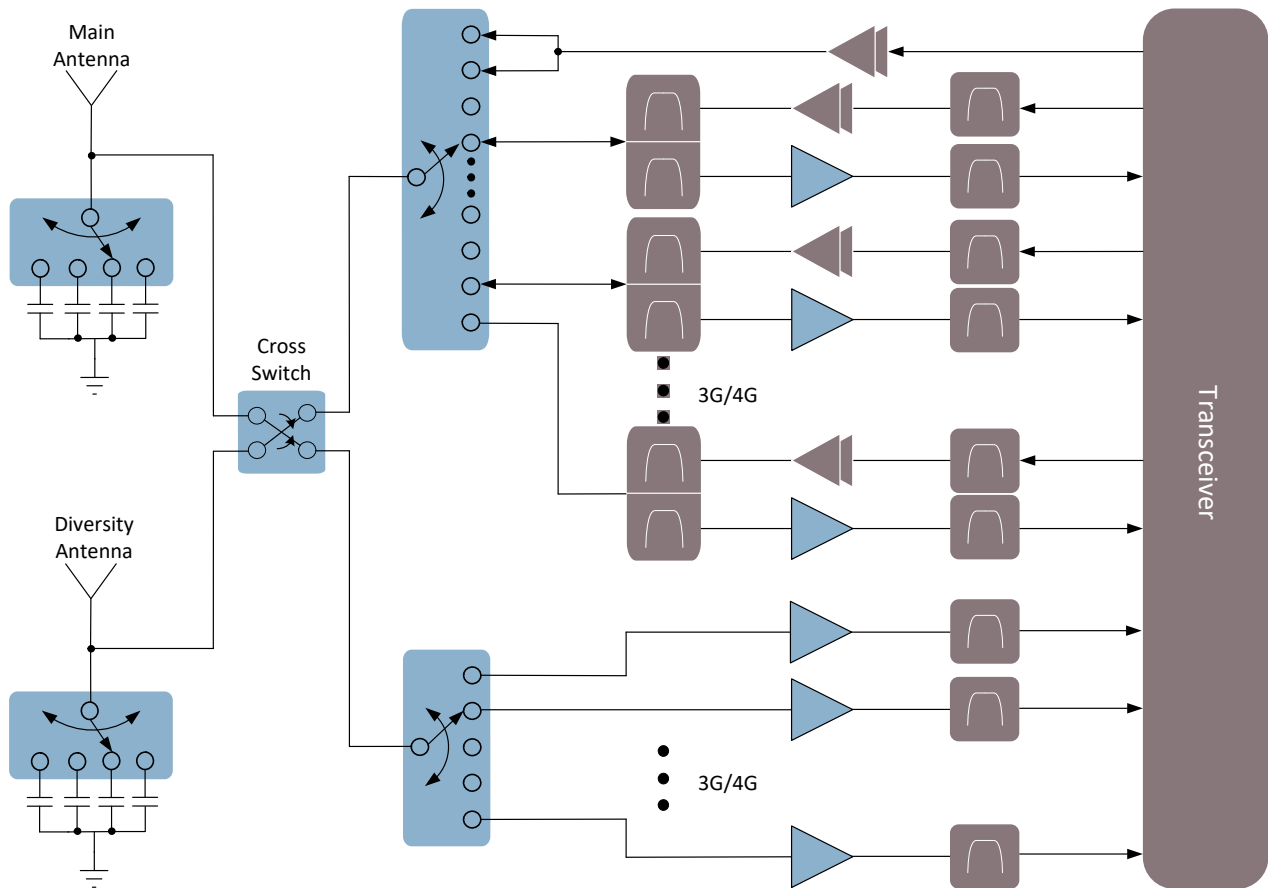 Main
Antenna
Cross
Switch
3G/4G
Diversity
Antenna
3G/4G
Transceiver